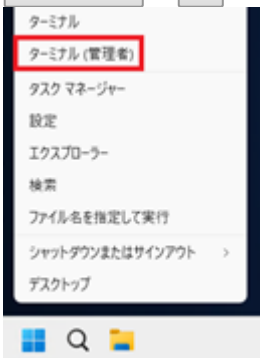 ターミナル
ターミナル (管理者)
タスク マネージャー
設定
エクスプローラー
検索
ファイル名を指定して実行
シャットダウンまたはサインアウト
デスクトップ